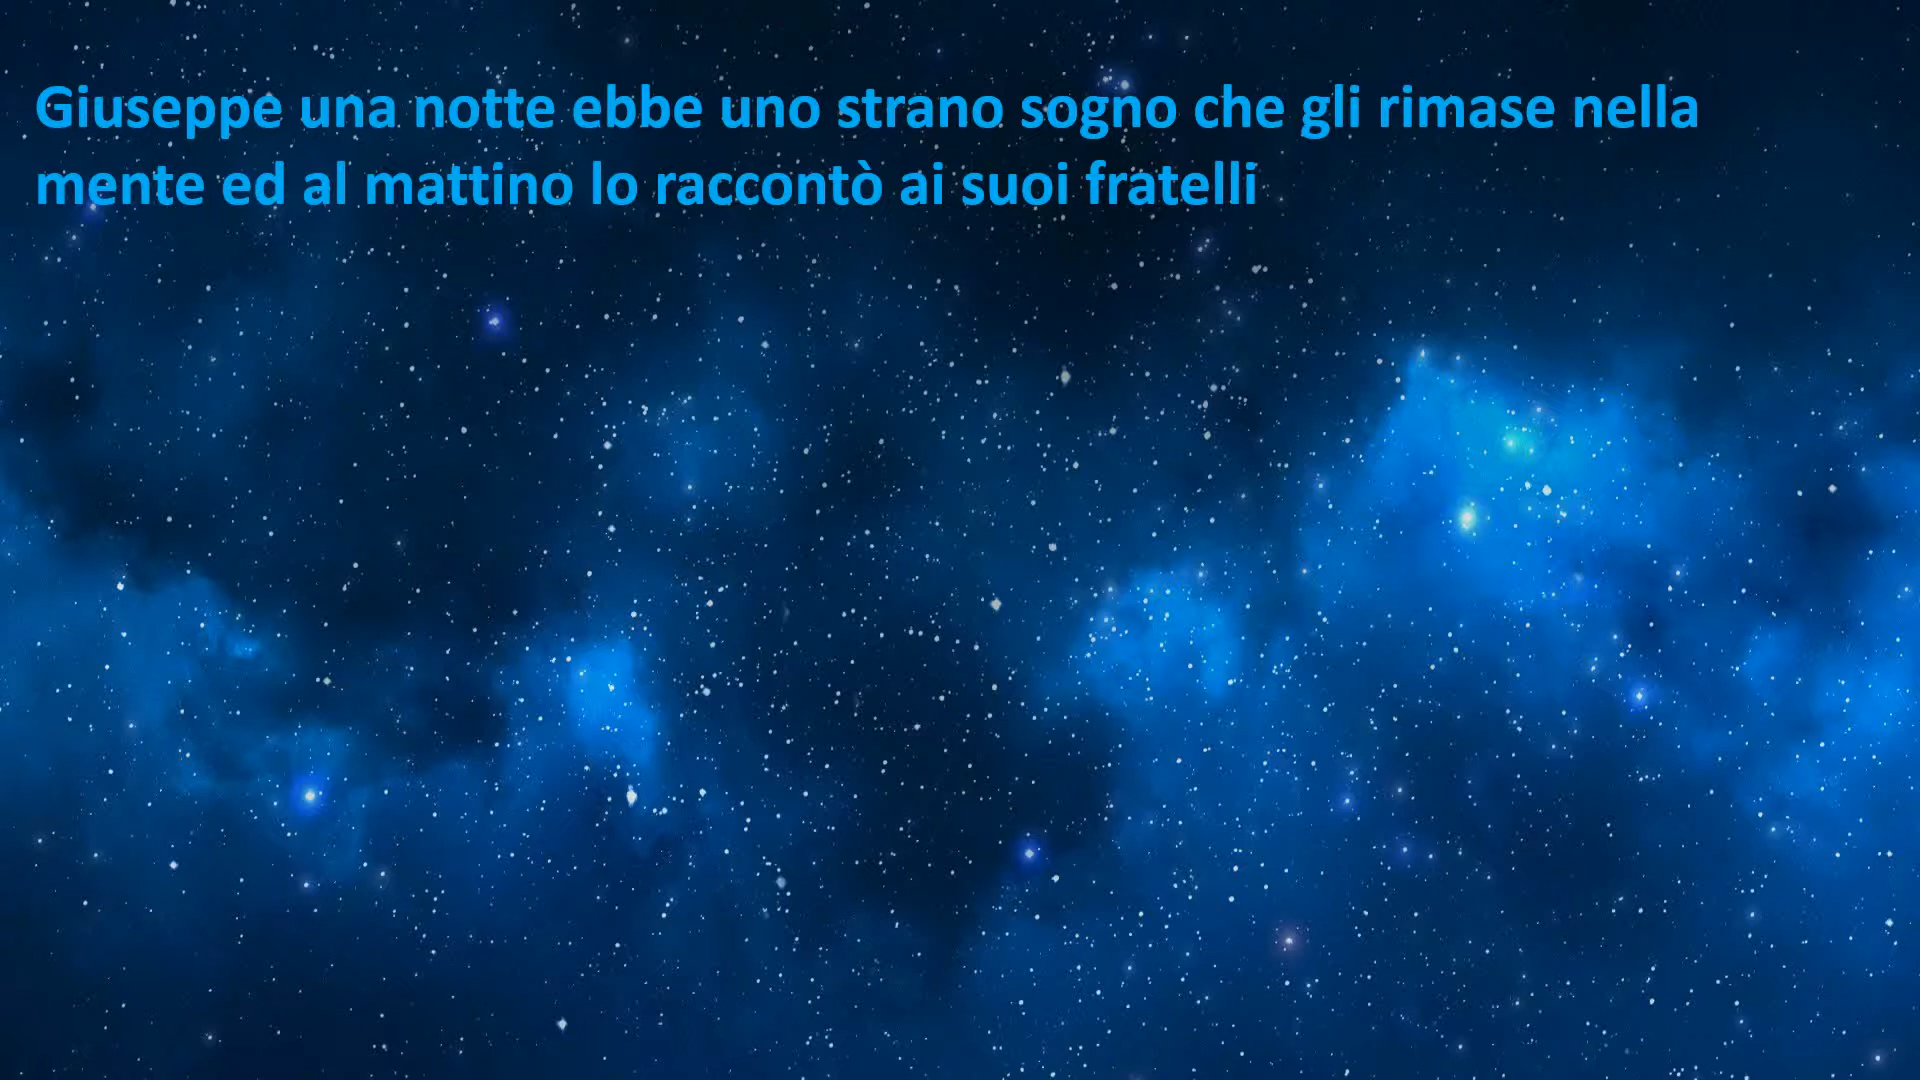 Giuseppe una notte ebbe uno strano sogno che gli rimase nella
mente ed al mattino lo raccontò ai suoi fratelli